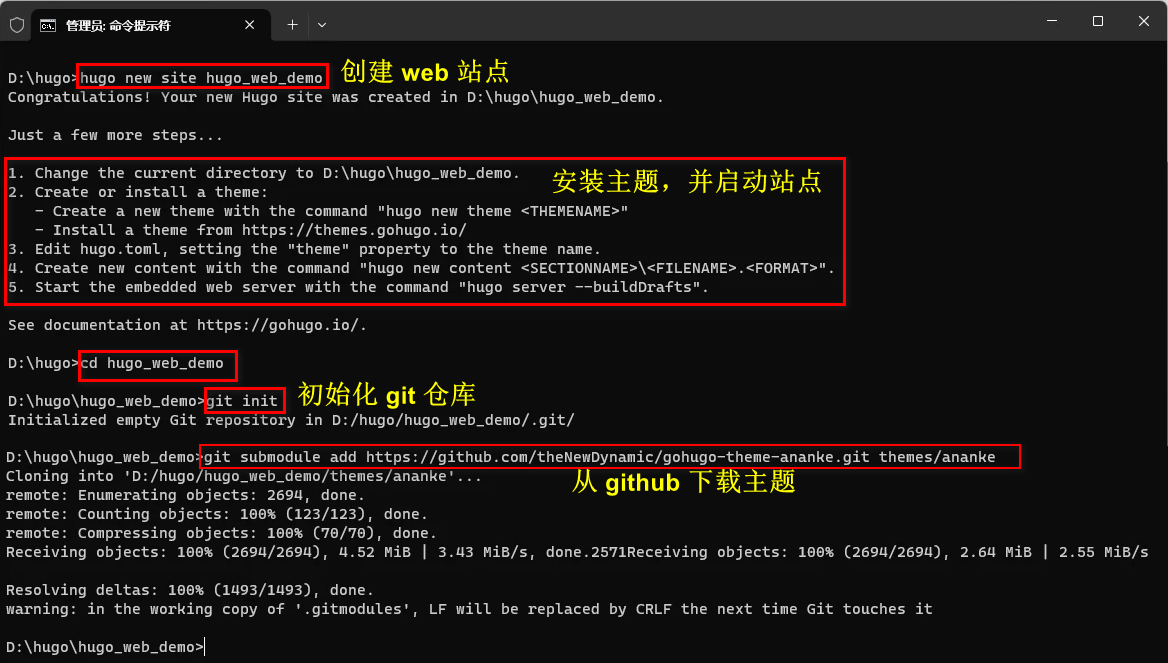 管理员: 命令提示符
D:\hugo>hugo new site hugo_web_demo 创建 web 站点
Congratulations! Your new Hugo site was created in D:\hugo\hugo_web_demo.
Just a few more steps...
1. Change the current directory to D:\hugo\hugo_web_demo.
安装主题，并启动站点
2. Create or install a theme:
- Create a new theme with the command "hugo new theme <THEMENAME>"
- Install a theme from https://themes.gohugo.io/
3. Edit hugo.toml, setting the "theme" property to the theme name.
4. Create new content with the command "hugo new content <SECTIONNAME>\<FILENAME>.<FORMAT>".
5. Start the embedded web server with the command "hugo server --buildDrafts".
See documentation at https://gohugo.io/.
D:\hugo>cd hugo_web_demo
D:\hugo\hugo_web_demo>git init 初始化 git 仓库
Initialized empty Git repository in D:/hugo/hugo_web_demo/.git/
D:\hugo\hugo_web_demo>git submodule add https://github.com/theNewDynamic/gohugo-theme-ananke.git themes/ananke
Cloning into 'D:/hugo/hugo_web_demo/themes/ananke'...
从 github 下载主题
remote: Enumerating objects: 2694, done.
remote: Counting objects: 100% (123/123), done.
remote: Compressing objects: 100% (70/70), done.
Receiving objects: 100% (2694/2694), 4.52 MiB | 3.43 MiB/s, done.2571Receiving objects: 100% (2694/2694), 2.64 MiB | 2.55 MiB/s
Resolving deltas: 100% (1493/1493), done.
warning: in the working copy of '.gitmodules', LF will be replaced by CRLF the next time Git touches it
D:\hugo\hugo_web_demo>